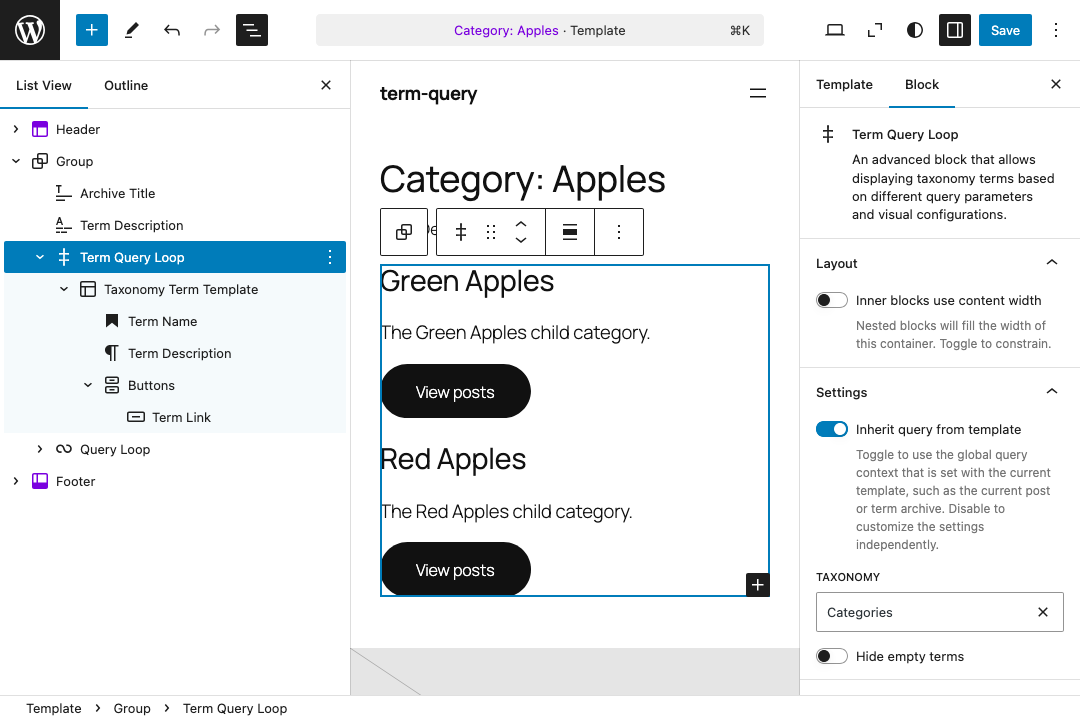 Category: Apples · Template
⌘K
Save
List View
Outline
Header
Group
Archive Title
Term Description
Term Query Loop
Taxonomy Term Template
Term Name
Term Description
Buttons
Term Link
Query Loop
Footer
term-query
Category: Apples
Green Apples
The Green Apples child category.
View posts
Red Apples
The Red Apples child category.
View posts
Template
Block
Term Query Loop
An advanced block that allows
displaying taxonomy terms based
on different query parameters
and visual configurations.
Layout
Inner blocks use content width
Nested blocks will fill the width of
this container. Toggle to constrain.
Settings
Inherit query from template
Toggle to use the global query
context that is set with the current
template, such as the current post
or term archive. Disable to
customize the settings
independently.
TAXONOMY
Categories
Hide empty terms
Template
Group
Term Query Loop